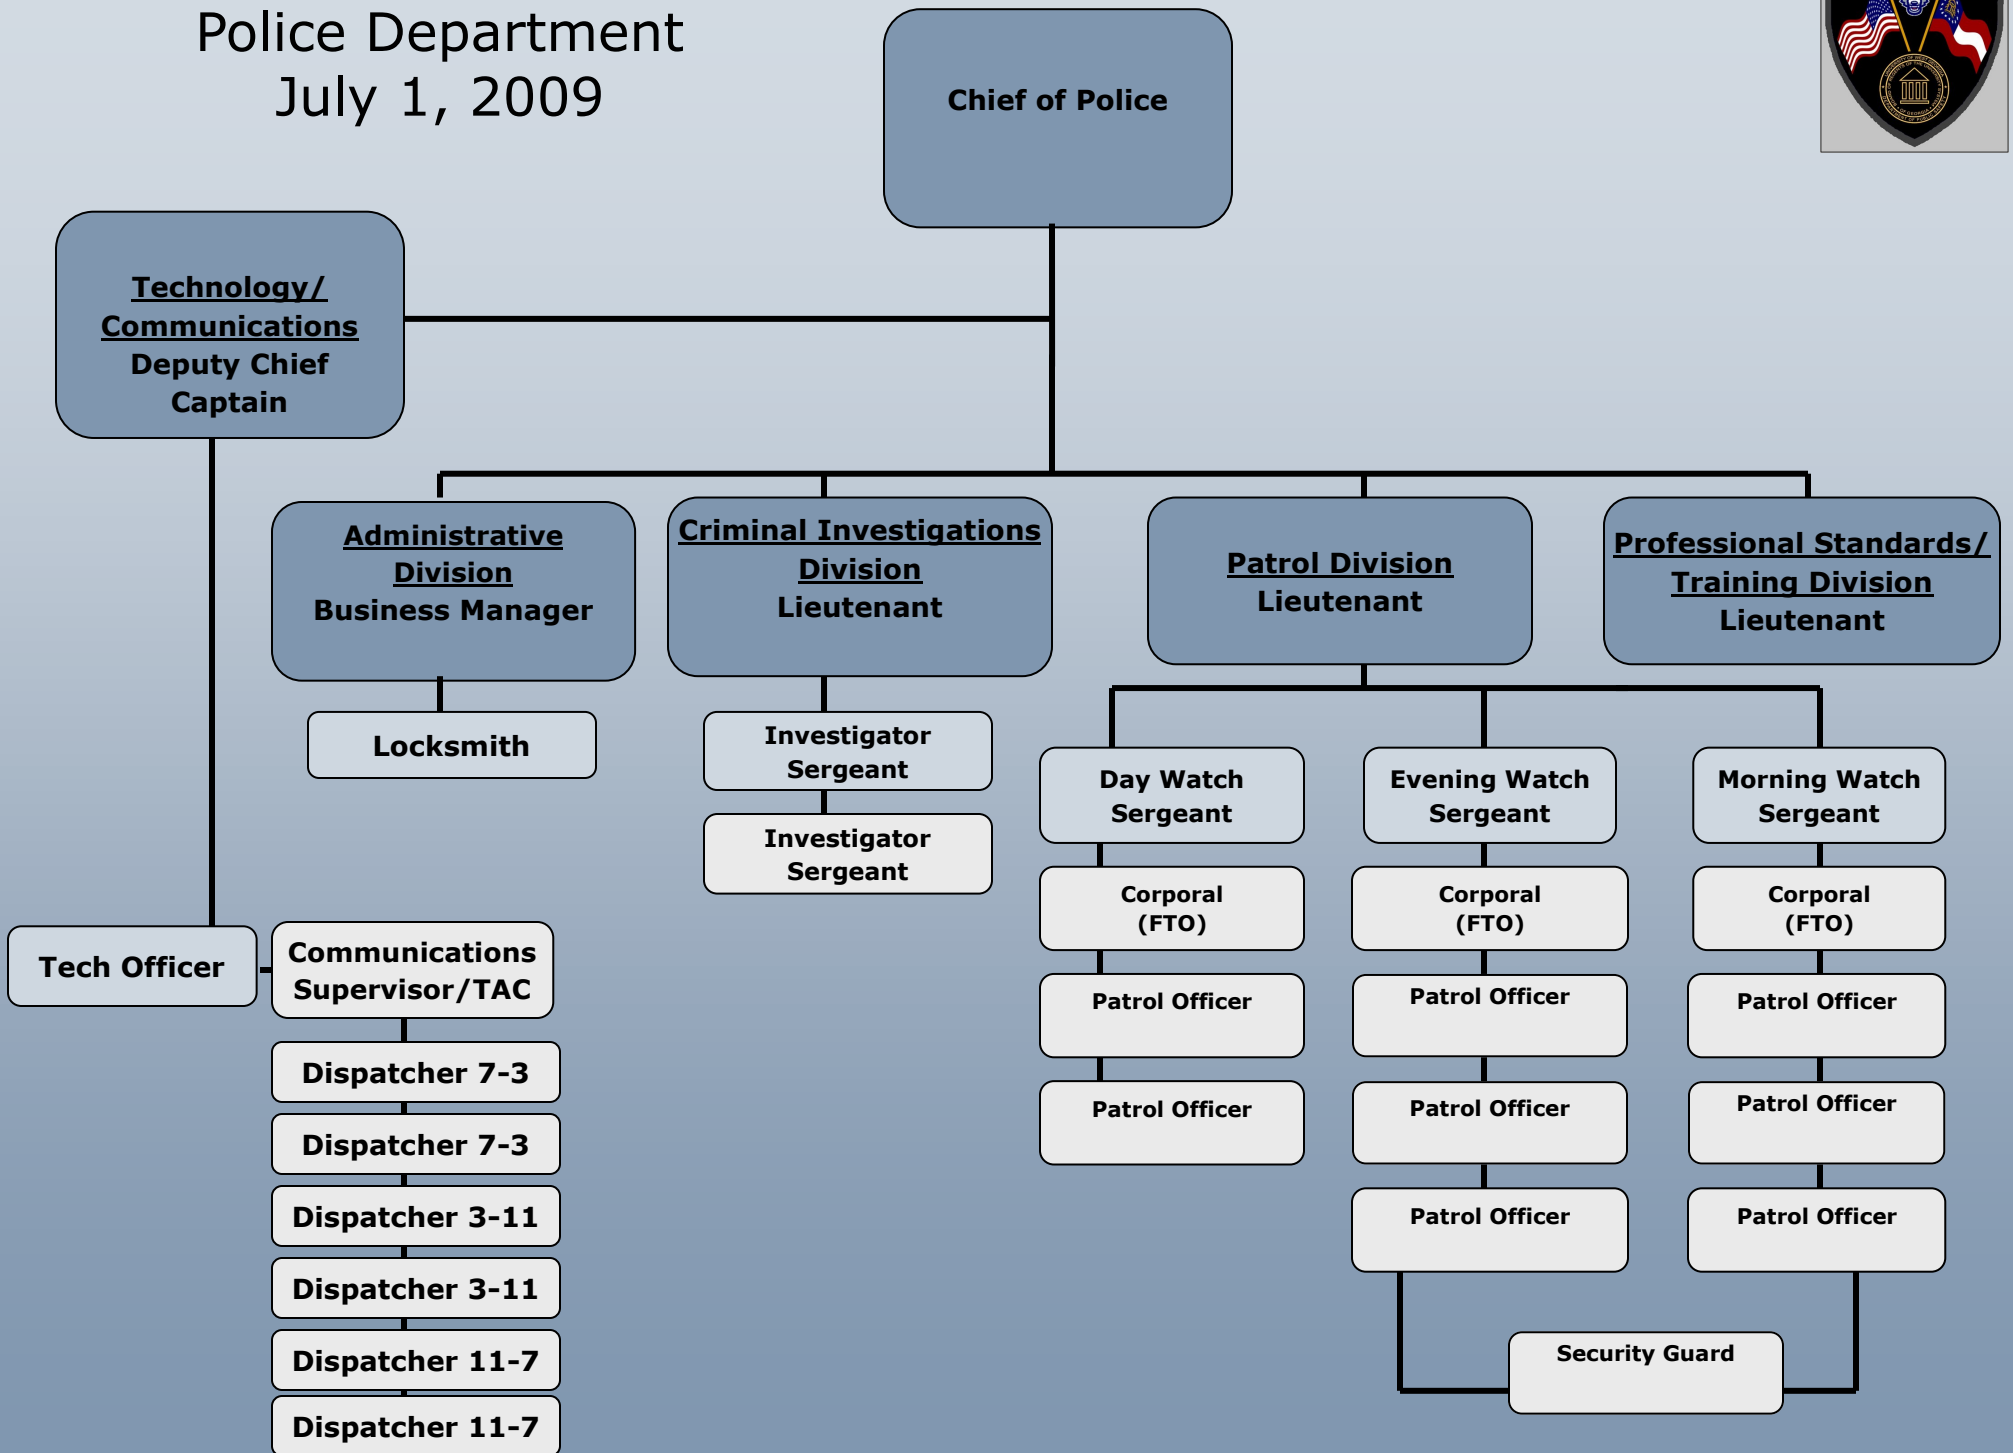 Police Department
July 1, 2009
Chief of Police
Technology/
Communications
Deputy Chief
Captain
Administrative
Division
Business Manager
Criminal Investigations
Division
Lieutenant
Patrol Division
Lieutenant
Professional Standards/
Training Division
Lieutenant
Locksmith
Investigator
Sergeant
Investigator
Sergeant
Day Watch
Sergeant
Corporal
(FTO)
Patrol Officer
Patrol Officer
Evening Watch
Sergeant
Corporal
(FTO)
Patrol Officer
Patrol Officer
Patrol Officer
Morning Watch
Sergeant
Corporal
(FTO)
Patrol Officer
Patrol Officer
Patrol Officer
Security Guard
Tech Officer
Communications
Supervisor/TAC
Dispatcher 7-3
Dispatcher 7-3
Dispatcher 3-11
Dispatcher 3-11
Dispatcher 11-7
Dispatcher 11-7